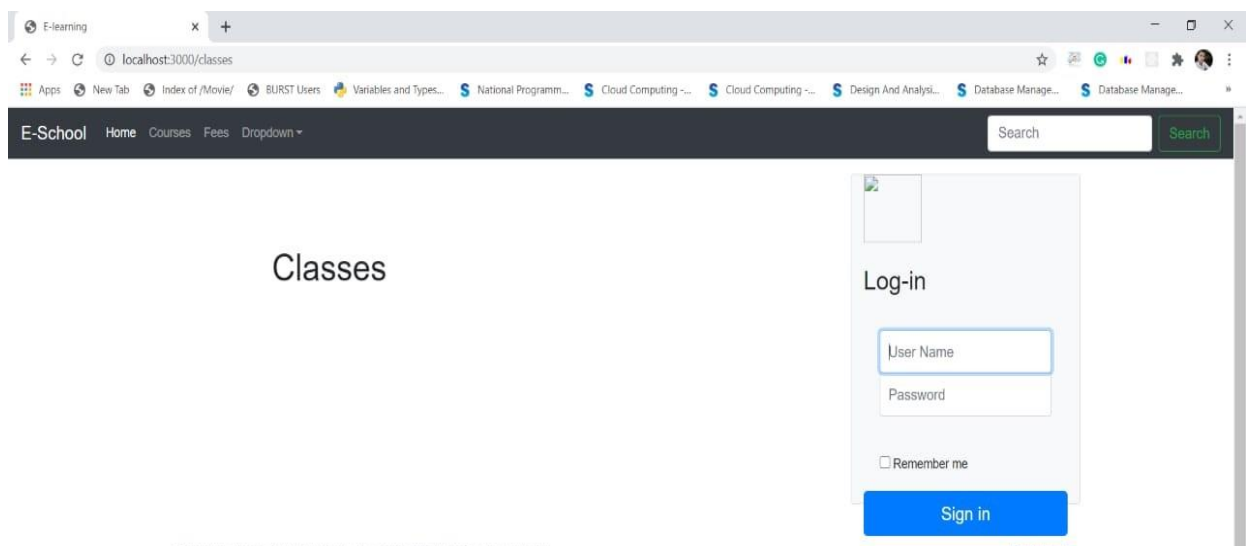 E-learning
localhost:3000/classes
Apps New Tab Index of /Movie/ BURST Users Variables and Types... National Programm... Cloud Computing -... Cloud Computing -... Design And Analysi... Database Manage... Database Manage... »
E-School Home Courses Fees Dropdown Search Search
Classes
Log-in
User Name
Password
Remember me
Sign in